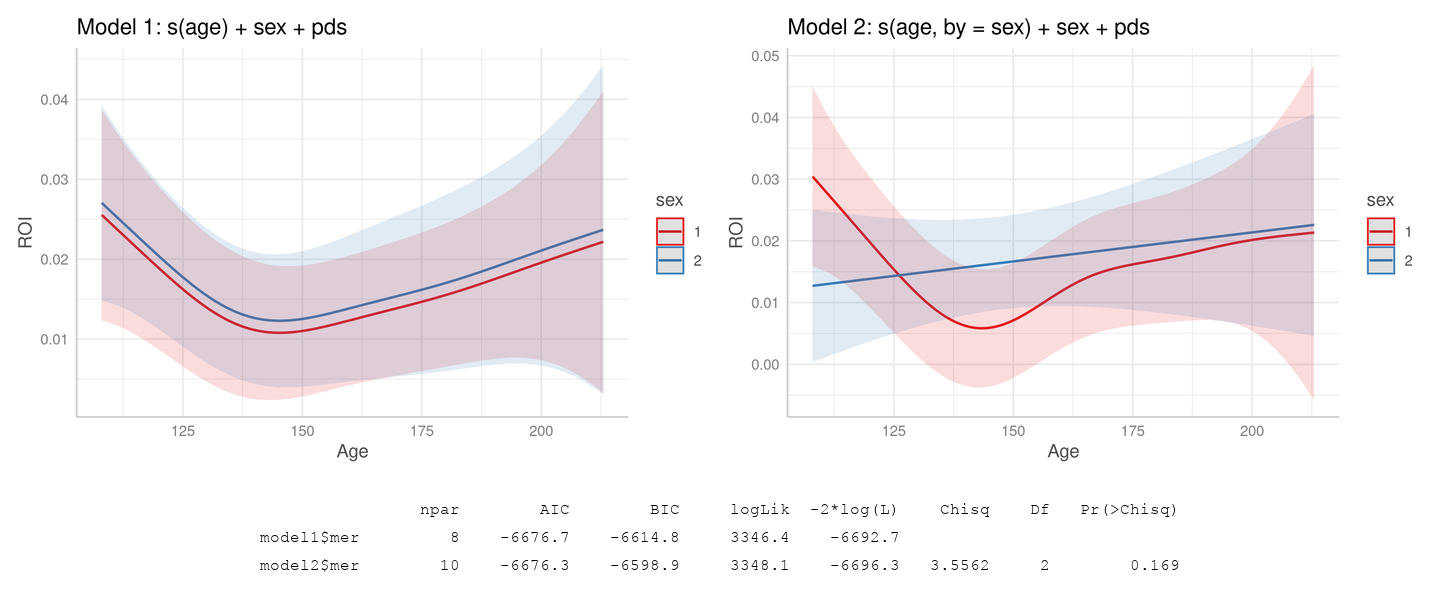 Model 1: s(age) + sex + pds
0.04
0.03
0.02
0.01
ROI
125 150 175 200
Age
sex
1
2
Model 2: s(age, by = sex) + sex + pds
0.05
0.04
0.03
0.02
0.01
0.00
ROI
125 150 175 200
Age
sex
1
2
npar AIC BIC logLik -2*log(L) Chisq Df Pr(>Chisq)
model1$mer 8 -6676.7 -6614.8 3346.4 -6692.7
model2$mer 10 -6676.3 -6598.9 3348.1 -6696.3 3.5562 2 0.169